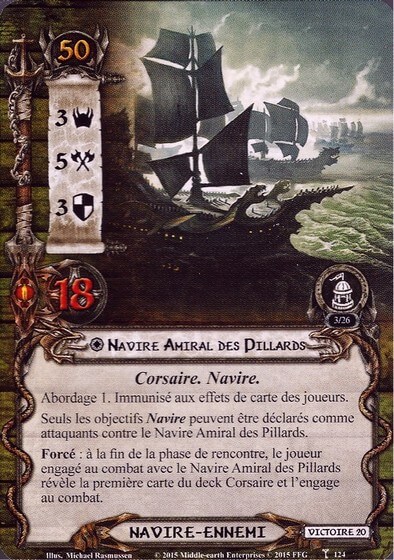 50
3
5
3
18
3/26
Navire Amiral des Pillards
Corsaire. Navire.
Abordage 1. Immunisé aux effets de carte des joueurs.
Seuls les objectifs Navire peuvent être déclarés comme
attaquants contre le Navire Amiral des Pillards.
Forcé : à la fin de la phase de rencontre, le joueur
engagé au combat avec le Navire Amiral des Pillards
révèle la première carte du deck Corsaire et l'engage
au combat.
NAVIRE-ENNEMI
VICTOIRE 20
Illus. Michael Rasmussen © 2015 Middle-earth Enterprises © 2015 FFG 124